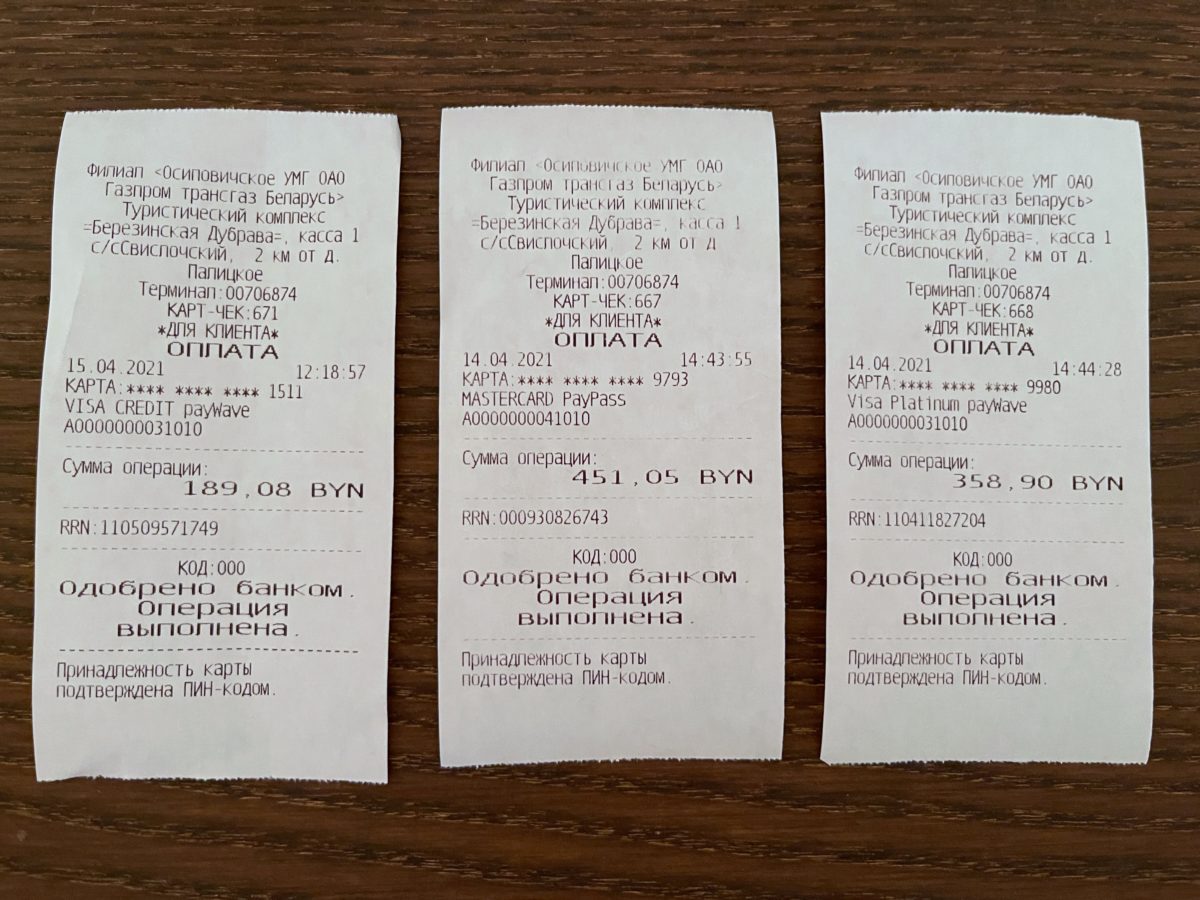 Филиал <Осиповичское УМГ ОАО
Газпром трансгаз Беларусь>
Туристический комплекс
=Березинская Дубрава=, касса 1
с/сСвислочский, 2 км от д.
Палицкое
Терминал:00706874
КАРТ-ЧЕК:671
*ДЛЯ КЛИЕНТА*
ОПЛАТА
15.04.2021 12:18:57
КАРТА:**** **** **** 1511
VISA CREDIT payWave
A0000000031010
Сумма операции:
189,08 BYN
RRN:110509571749
КОД:000
Одобрено банком.
Операция
выполнена.
Принадлежность карты
подтверждена ПИН-кодом.
Филиал <Осиповичское УМГ ОАО
Газпром трансгаз Беларусь>
Туристический комплекс
=Березинская Дубрава=, касса 1
с/сСвислочский, 2 км от д.
Палицкое
Терминал:00706874
КАРТ-ЧЕК:667
*ДЛЯ КЛИЕНТА*
ОПЛАТА
14.04.2021 14:43:55
КАРТА:**** **** **** 9793
MASTERCARD PayPass
A0000000041010
Сумма операции:
451,05 BYN
RRN:000930826743
КОД:000
Одобрено банком.
Операция
выполнена.
Принадлежность карты
подтверждена ПИН-кодом.
Филиал <Осиповичское УМГ ОАО
Газпром трансгаз Беларусь>
Туристический комплекс
=Березинская Дубрава=, касса 1
с/сСвислочский, 2 км от д.
Палицкое
Терминал:00706874
КАРТ-ЧЕК:668
*ДЛЯ КЛИЕНТА*
ОПЛАТА
14.04.2021 14:44:28
КАРТА:**** **** **** 9980
Visa Platinum payWave
A0000000031010
Сумма операции:
358,90 BYN
RRN:110411827204
КОД:000
Одобрено банком.
Операция
выполнена.
Принадлежность карты
подтверждена ПИН-кодом.